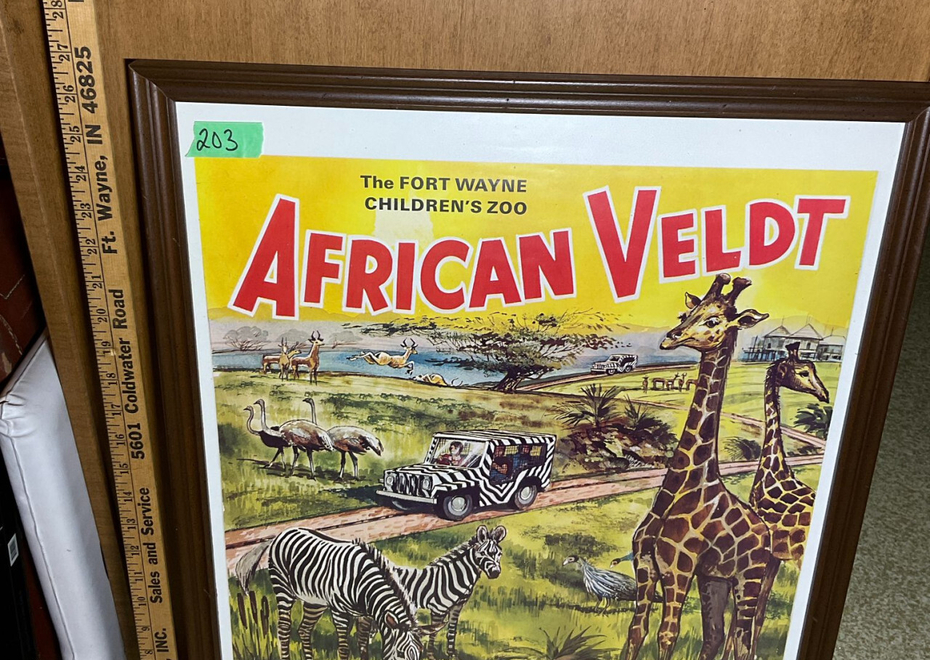 203
The FORT WAYNE
CHILDREN'S ZOO
AFRICAN VELDT
INC. Sales and Service 5601 Coldwater Road Ft. Wayne, IN 46825